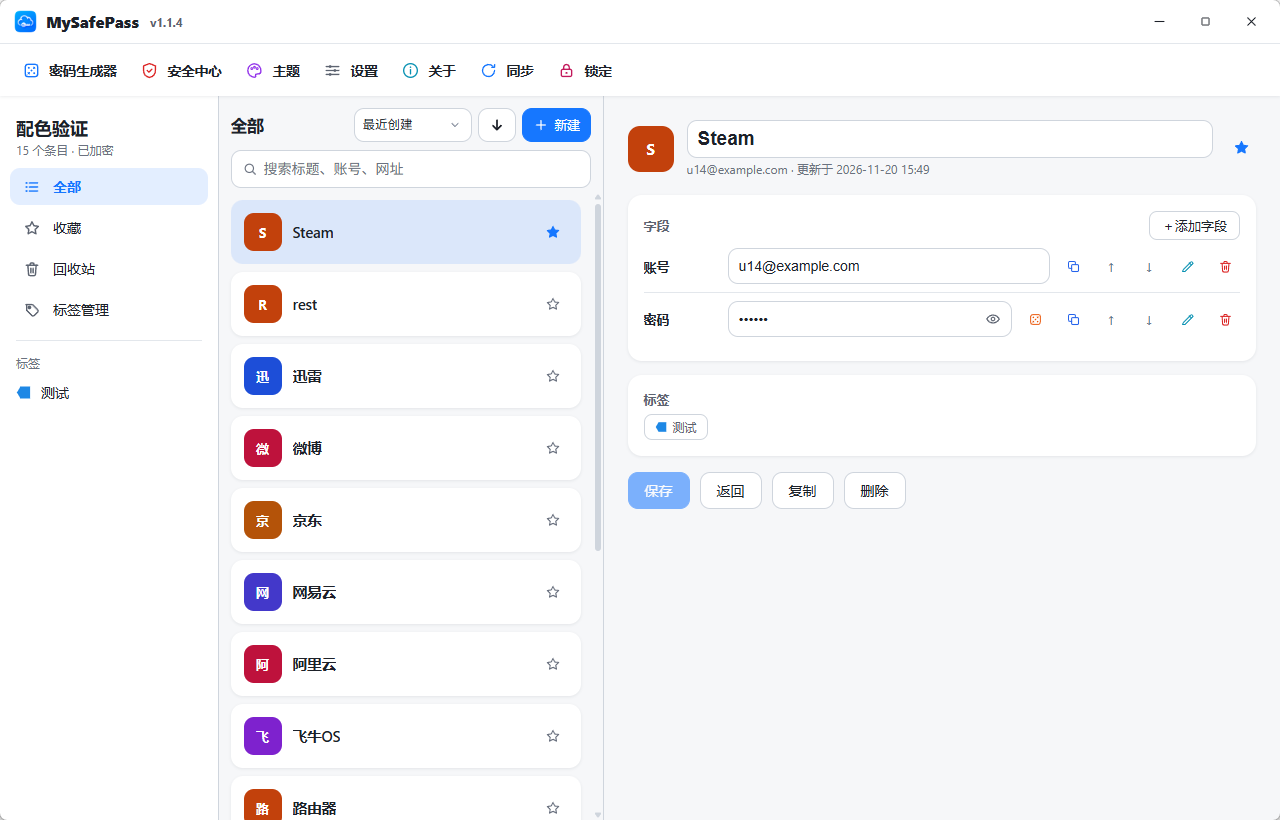 MySafePass v1.1.4
密码生成器 安全中心 主题 设置 关于 同步 锁定
配色验证
15 个条目 · 已加密
全部
收藏
回收站
标签管理
标签
测试
全部 最近创建 新建
搜索标题、账号、网址
S Steam
R rest
迅 迅雷
微 微博
京 京东
网 网易云
阿 阿里云
飞 飞牛OS
路 路由器
S Steam
u14@example.com · 更新于 2026-11-20 15:49
字段 + 添加字段
账号 u14@example.com ↑ ↓
密码 •••••• ↑ ↓
标签
测试
保存 返回 复制 删除